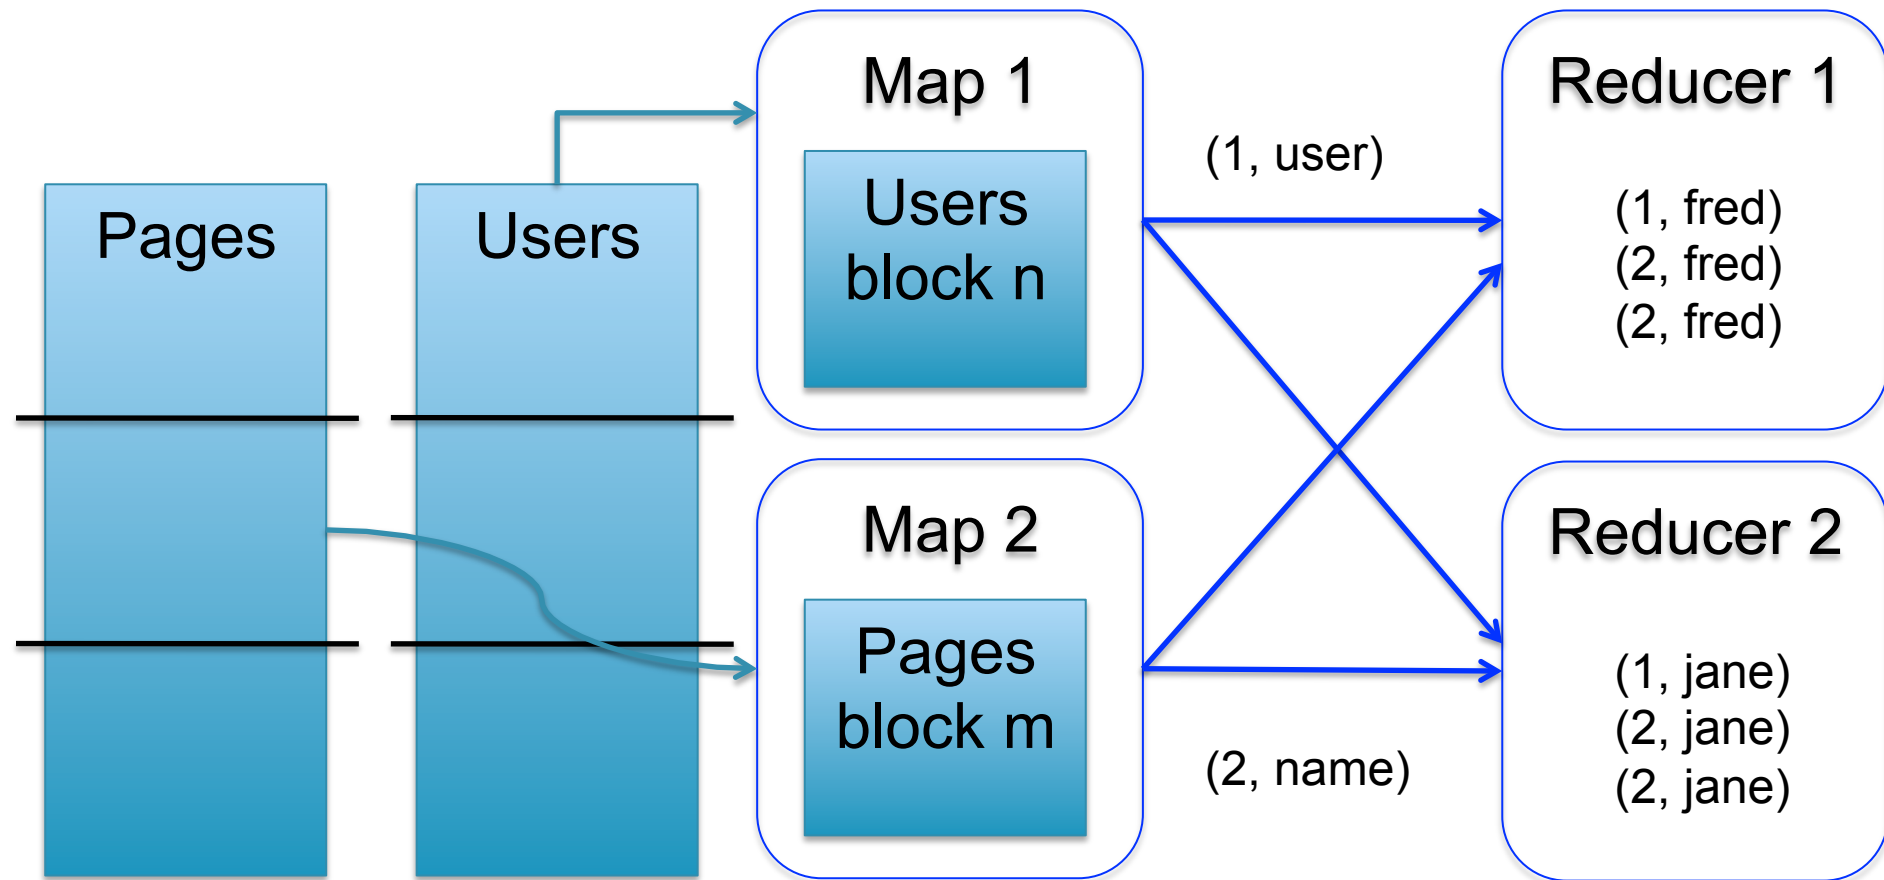 Pages
Users
Map 1
Users
block n
Map 2
Pages
block m
(1, user)
(2, name)
Reducer 1
(1, fred)
(2, fred)
(2, fred)
Reducer 2
(1, jane)
(2, jane)
(2, jane)